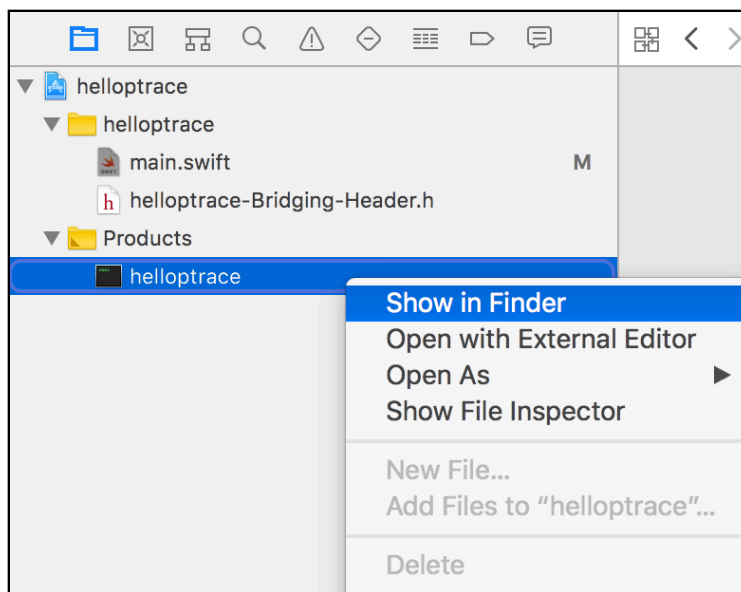 helloptrace
helloptrace
main.swift M
h helloptrace-Bridging-Header.h
Products
helloptrace
Show in Finder
Open with External Editor
Open As
Show File Inspector
New File...
Add Files to “helloptrace”...
Delete